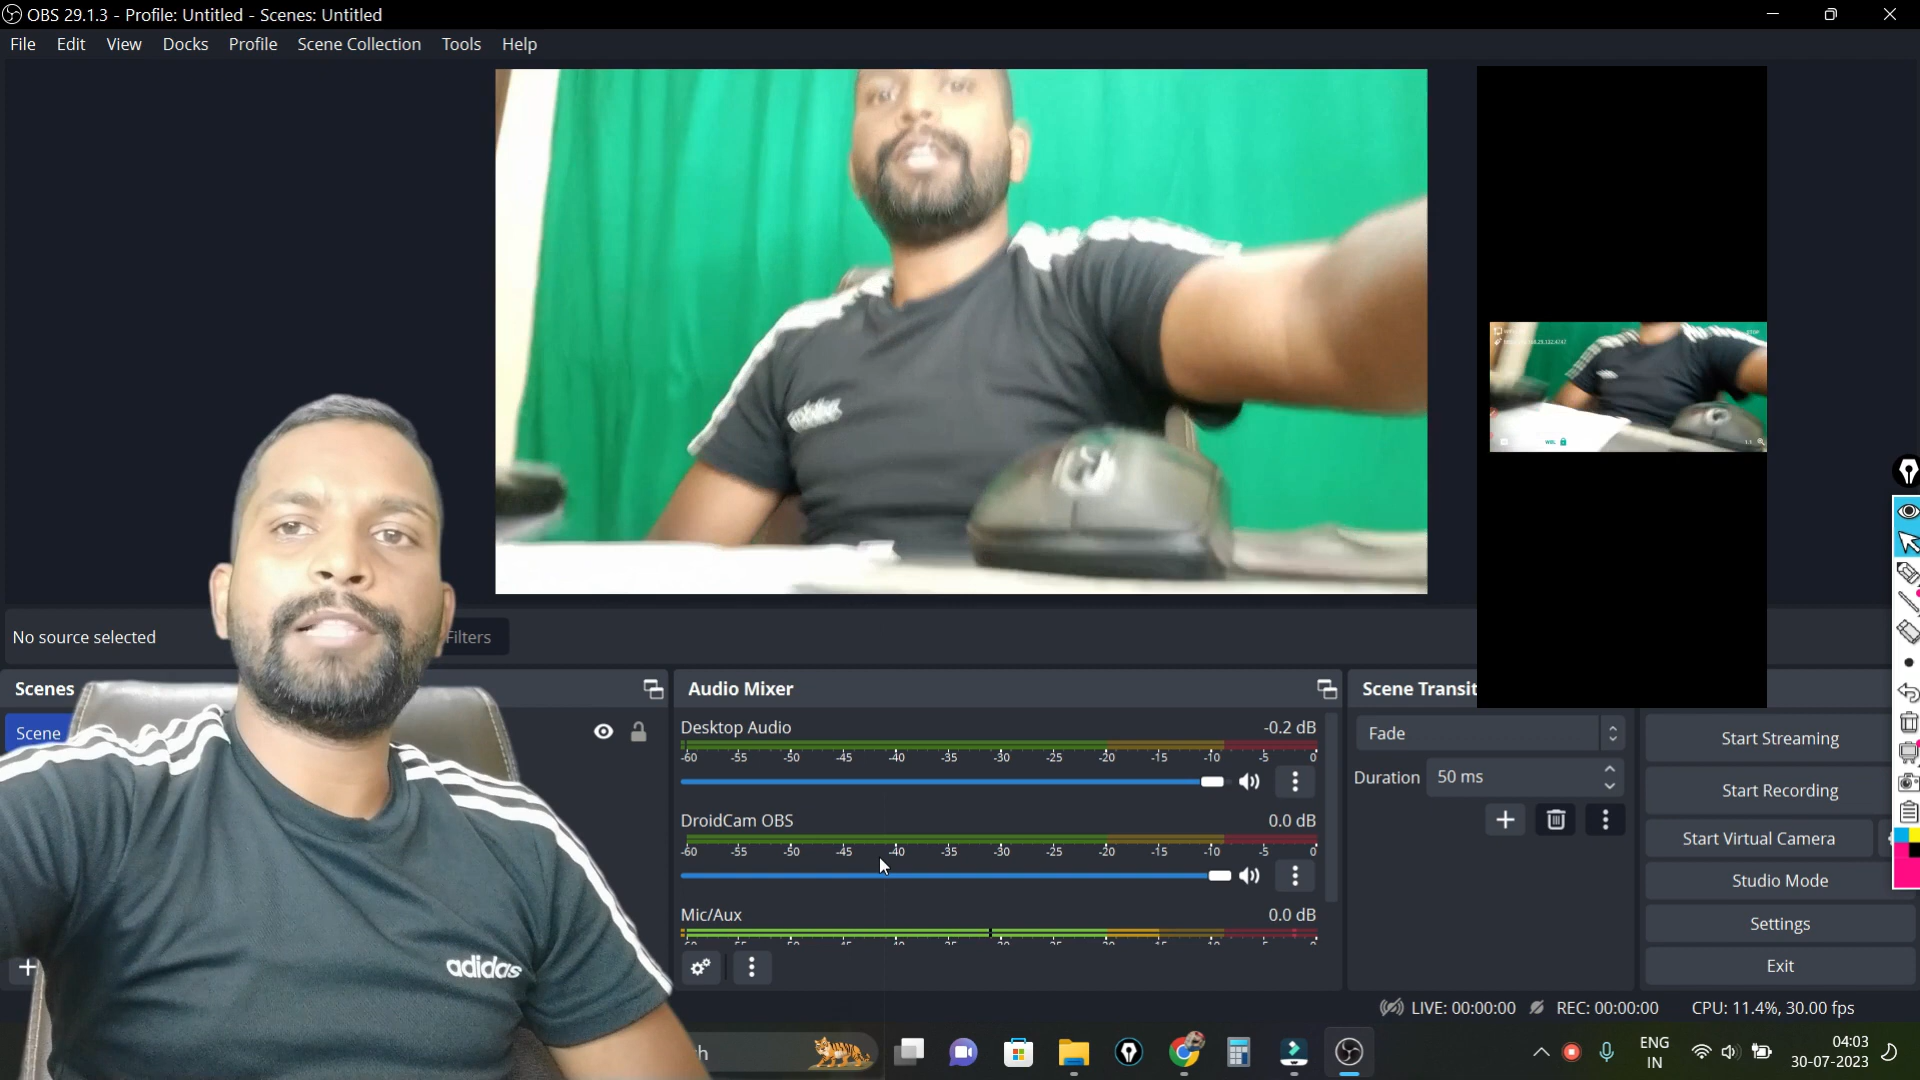 OBS 29.1.3 - Profile: Untitled - Scenes: Untitled
File Edit View Docks Profile Scene Collection Tools Help
No source selected
Filters
Scenes
Scene
Audio Mixer
Desktop Audio -0.2 dB
-60 -55 -50 -45 -40 -35 -30 -25 -20 -15 -10 -5 0
DroidCam OBS 0.0 dB
-60 -55 -50 -45 -40 -35 -30 -25 -20 -15 -10 -5 0
Mic/Aux 0.0 dB
Scene Transit
Fade
Duration 50 ms
Start Streaming
Start Recording
Start Virtual Camera
Studio Mode
Settings
Exit
adidas
LIVE: 00:00:00 REC: 00:00:00 CPU: 11.4%, 30.00 fps
ch
ENG
IN
04:03
30-07-2023